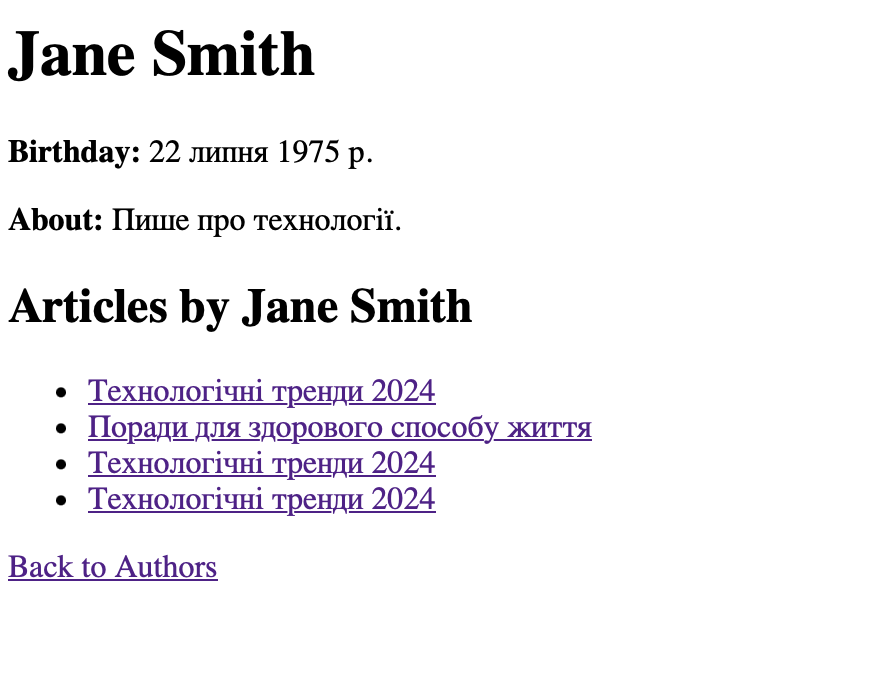 Jane Smith
Birthday: 22 липня 1975 р.
About: Пише про технології.
Articles by Jane Smith
Технологічні тренди 2024
Поради для здорового способу життя
Технологічні тренди 2024
Технологічні тренди 2024
Back to Authors